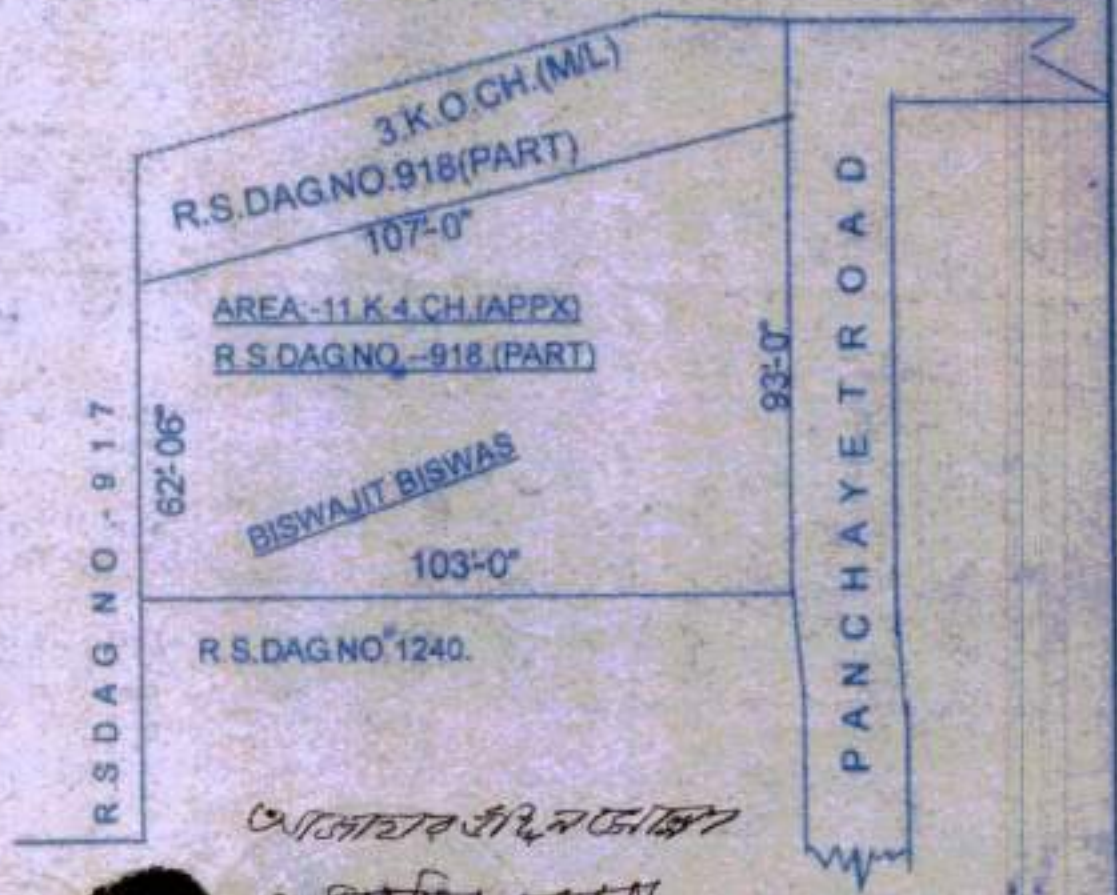 3.K.O.CH.(M/L)
R.S.DAG.NO.918(PART)
107'-0"
AREA:-11 K 4.CH.(APPX)
R.S.DAG.NO.--918.(PART)
93'-0"
62'-06"
BISWAJIT BISWAS
103'-0"
R S DAG NO - 917
PANCHAYET ROAD
R.S.DAG.NO 1240.